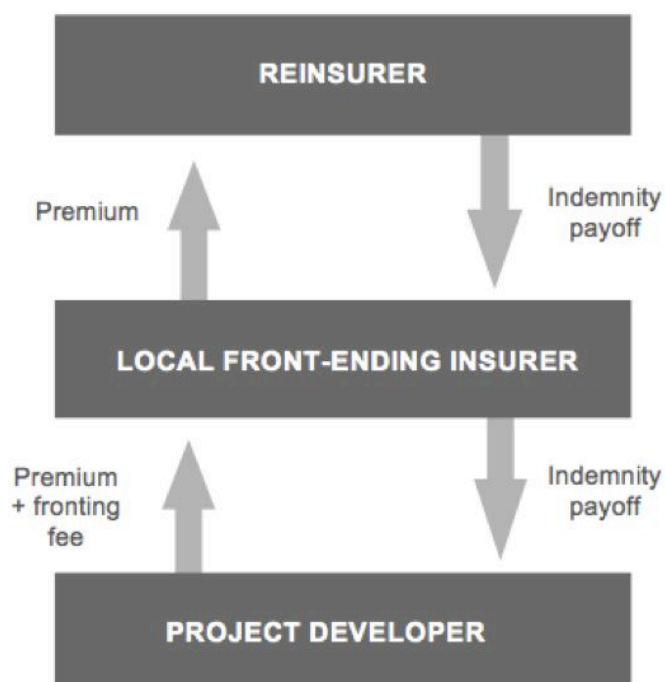 REINSURER
Premium
Indemnity
payoff
LOCAL FRONT-ENDING INSURER
Premium
+ fronting
fee
Indemnity
payoff
PROJECT DEVELOPER